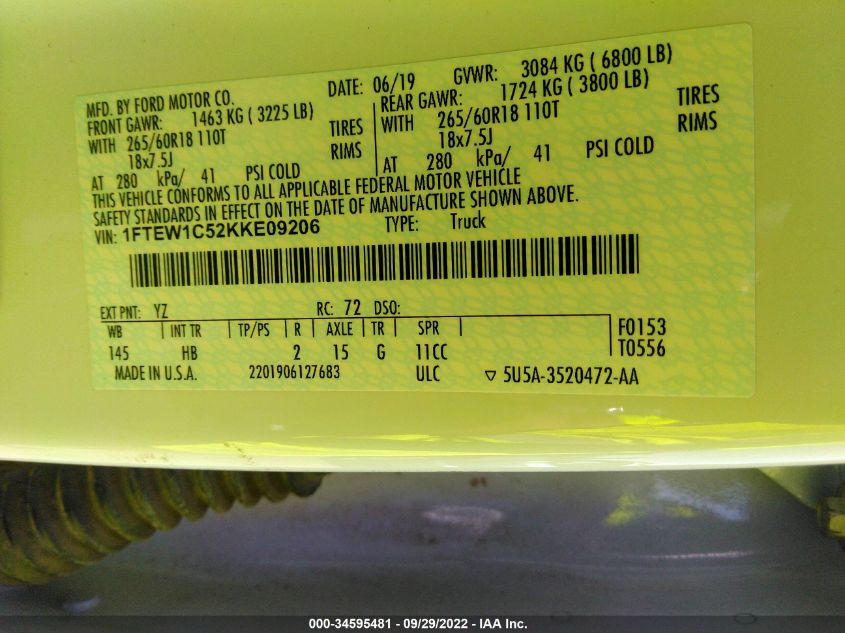 MFD. BY FORD MOTOR CO.
DATE: 06/19 GVWR: 3084 KG ( 6800 LB)
FRONT GAWR: 1463 KG ( 3225 LB)
WITH 265/60R18 110T TIRES
18x7.5J RIMS
AT 280 kPa/ 41 PSI COLD
REAR GAWR: 1724 KG ( 3800 LB)
WITH 265/60R18 110T TIRES
18x7.5J RIMS
AT 280 kPa/ 41 PSI COLD
THIS VEHICLE CONFORMS TO ALL APPLICABLE FEDERAL MOTOR VEHICLE
SAFETY STANDARDS IN EFFECT ON THE DATE OF MANUFACTURE SHOWN ABOVE.
VIN: 1FTEW1C52KKE09206 TYPE: Truck
EXT PNT: YZ RC: 72 DSO:
WB INT TR TP/PS R AXLE TR SPR F0153
145 HB 2 15 G 11CC T0556
MADE IN U.S.A. 2201906127683 ULC ▽ 5U5A-3520472-AA
000-34595481 - 09/29/2022 - IAA Inc.